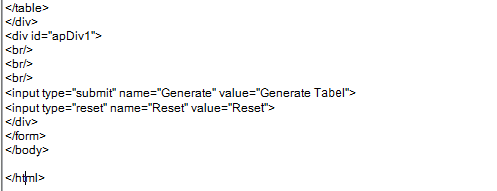 </table>
</div>
<div id="apDiv1">
<br/>
<br/>
<br/>
<input type="submit" name="Generate" value="Generate Tabel">
<input type="reset" name="Reset" value="Reset">
</div>
</form>
</body>
</html>